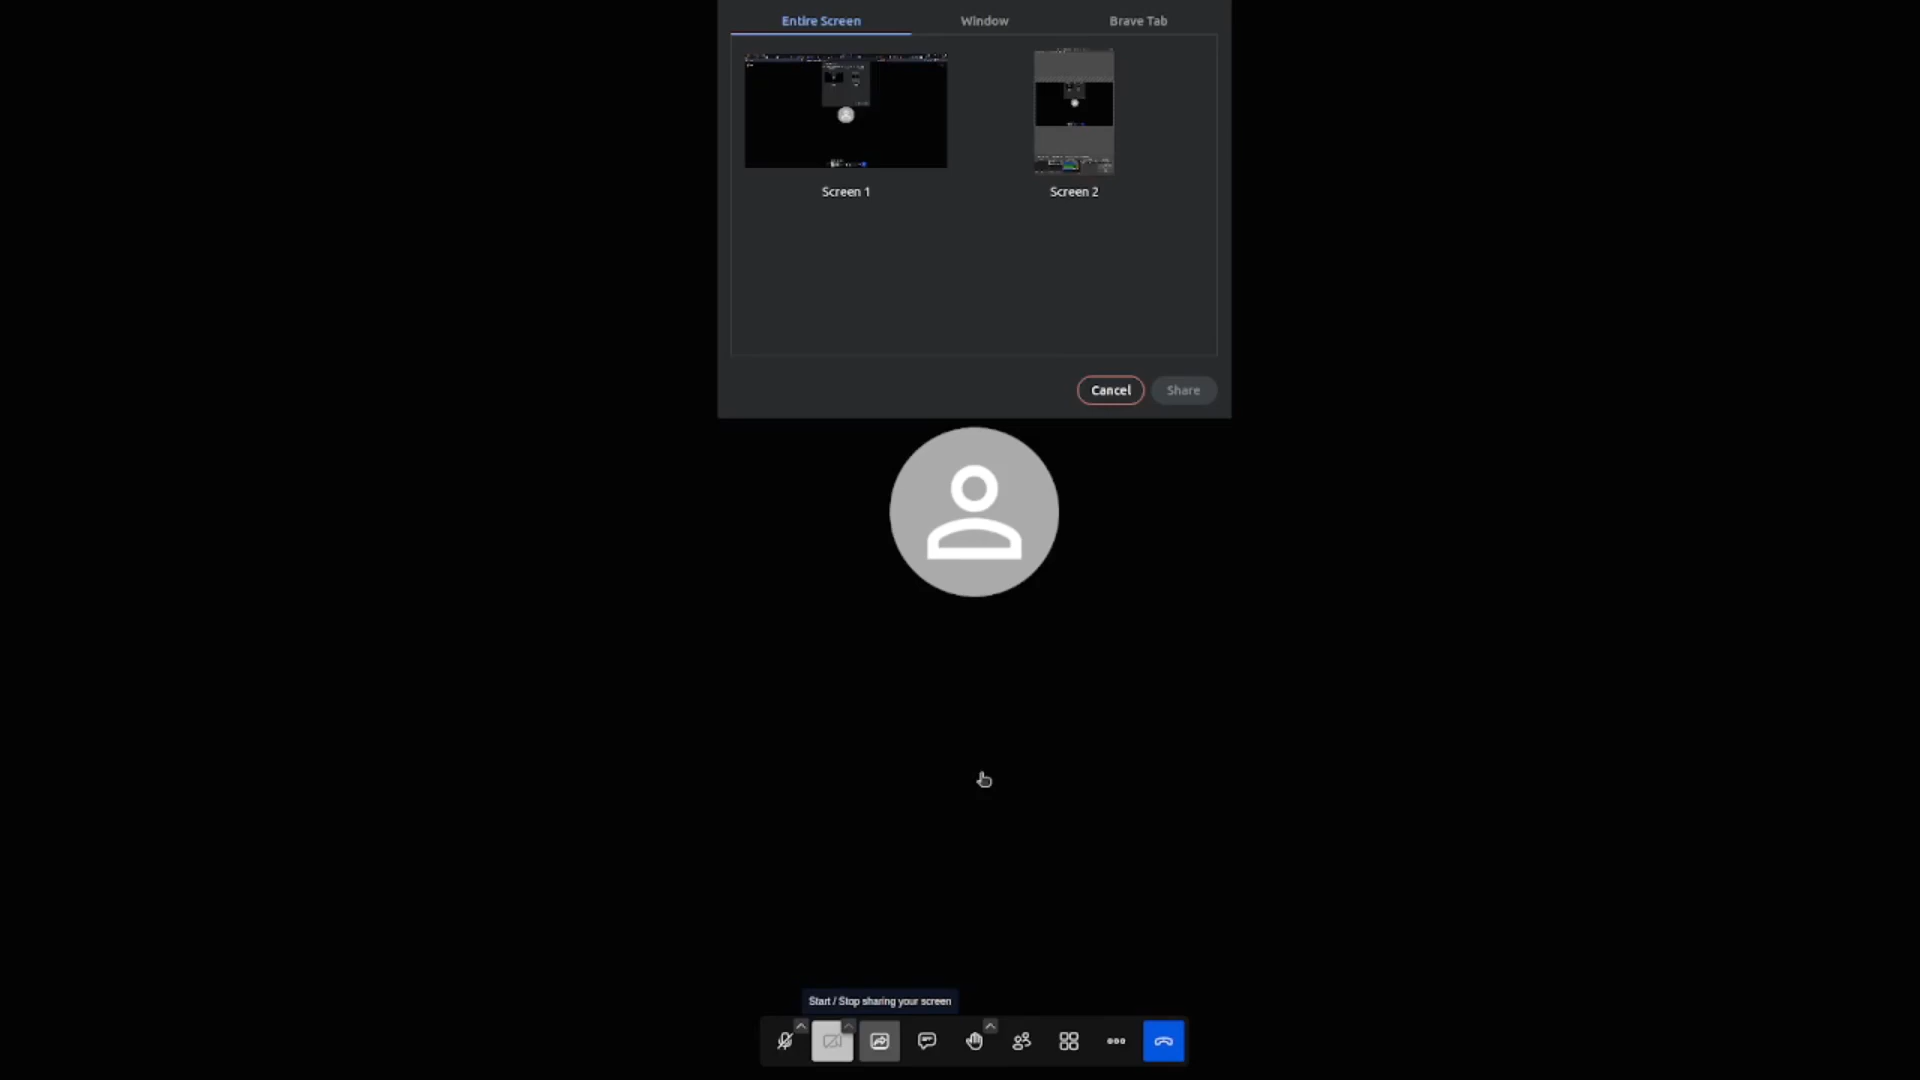 Entire Screen Window Brave Tab
Screen 1 Screen 2
Cancel Share
Start / Stop sharing your screen